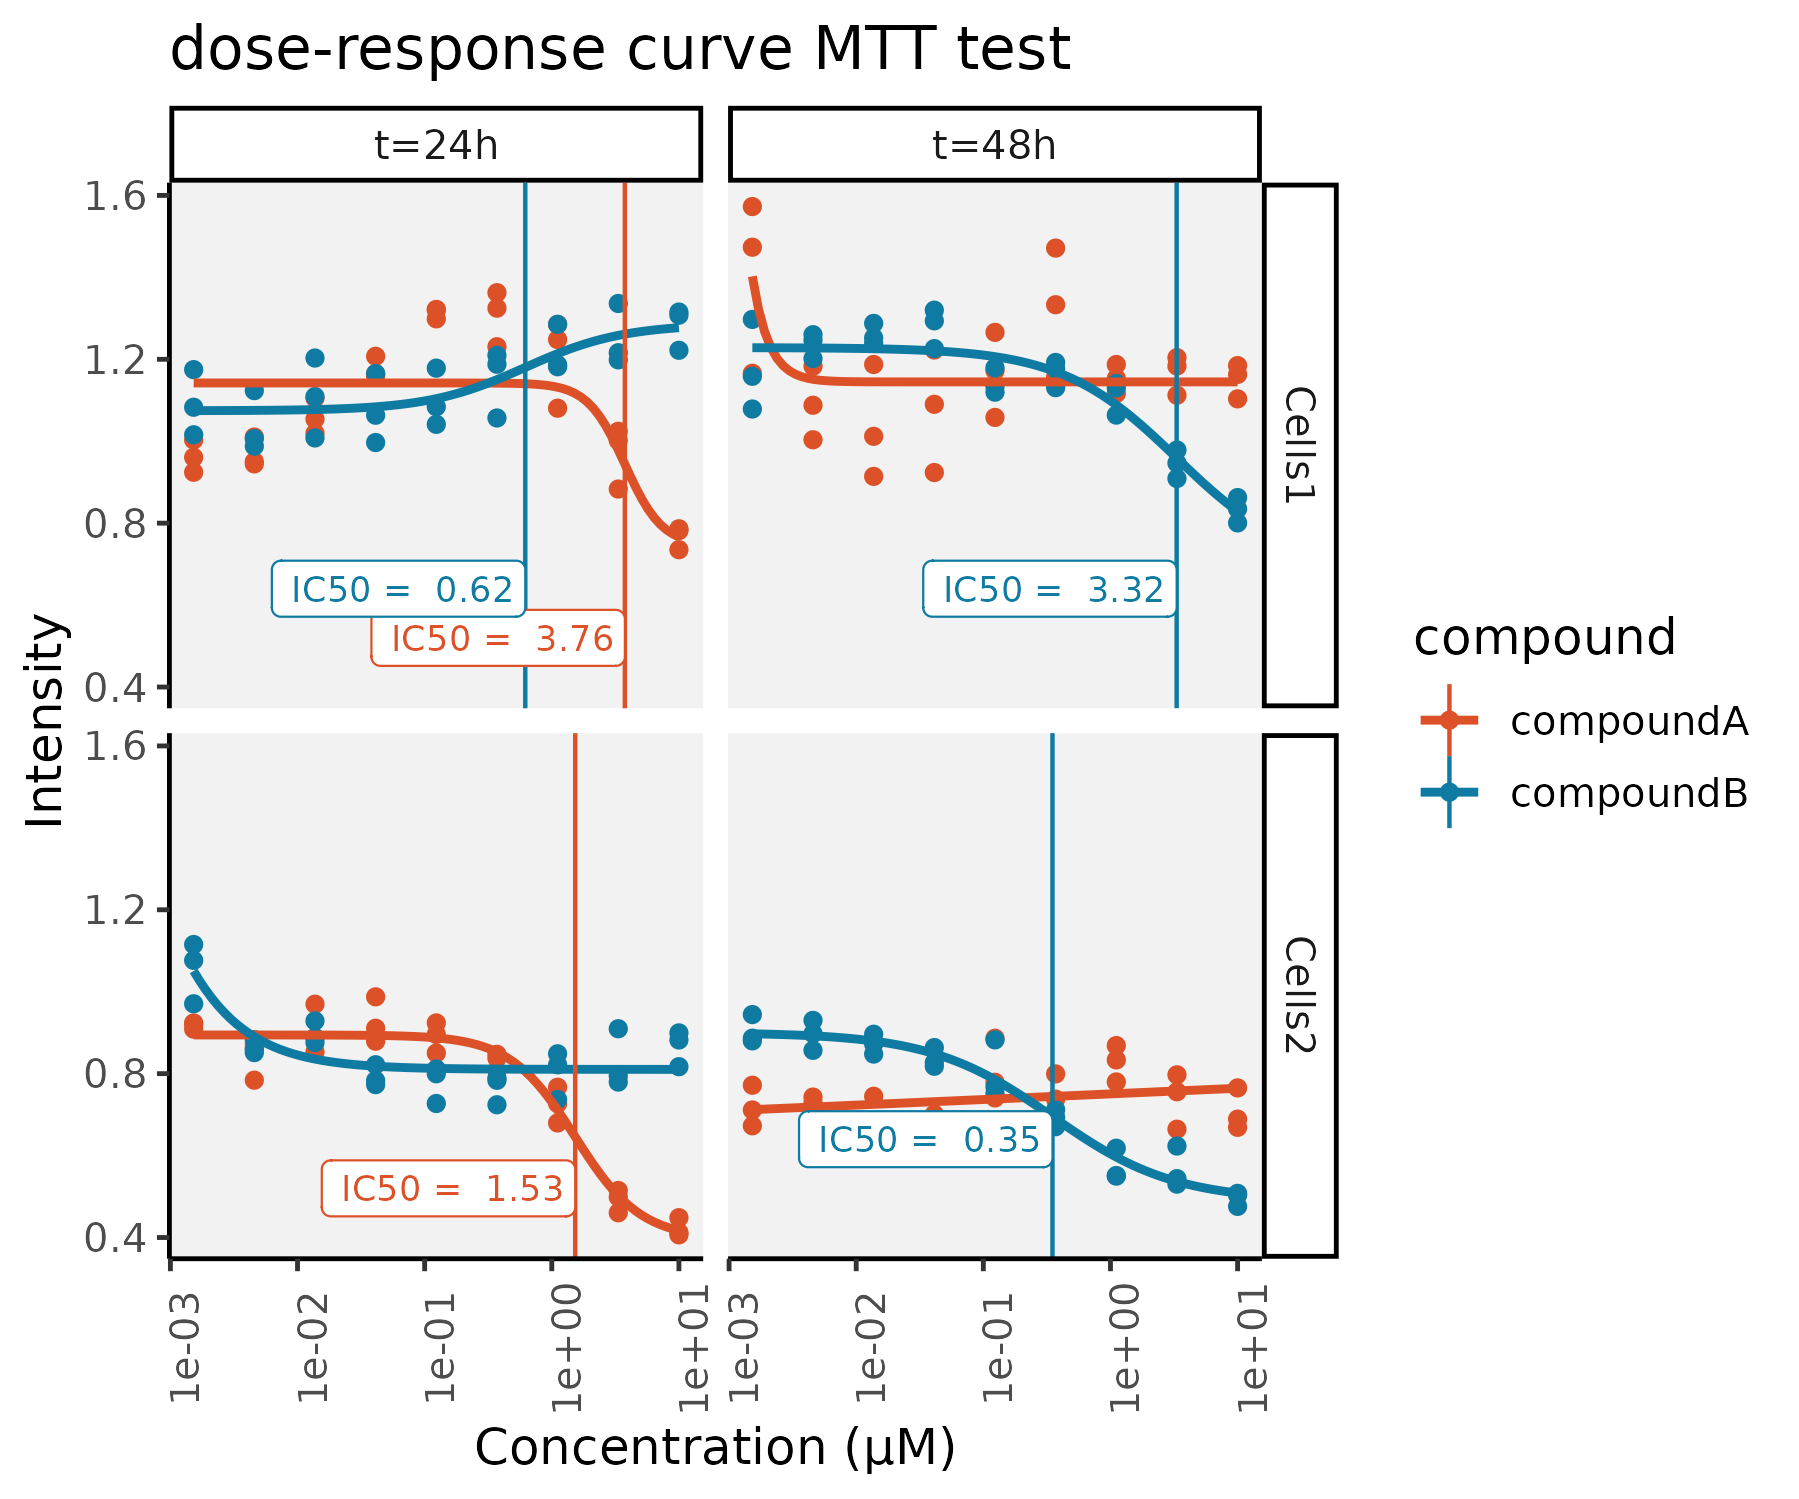 dose-response curve MTT test
t=24h
t=48h
1.6
1.2
0.8
0.4
IC50 =  0.62
IC50 =  3.76
IC50 =  3.32
Cells1
Intensity
compound
compoundA
compoundB
1.6
1.2
0.8
0.4
IC50 =  1.53
IC50 =  0.35
Cells2
1e-03
1e-02
1e-01
1e+00
1e+01
1e-03
1e-02
1e-01
1e+00
1e+01
Concentration (µM)